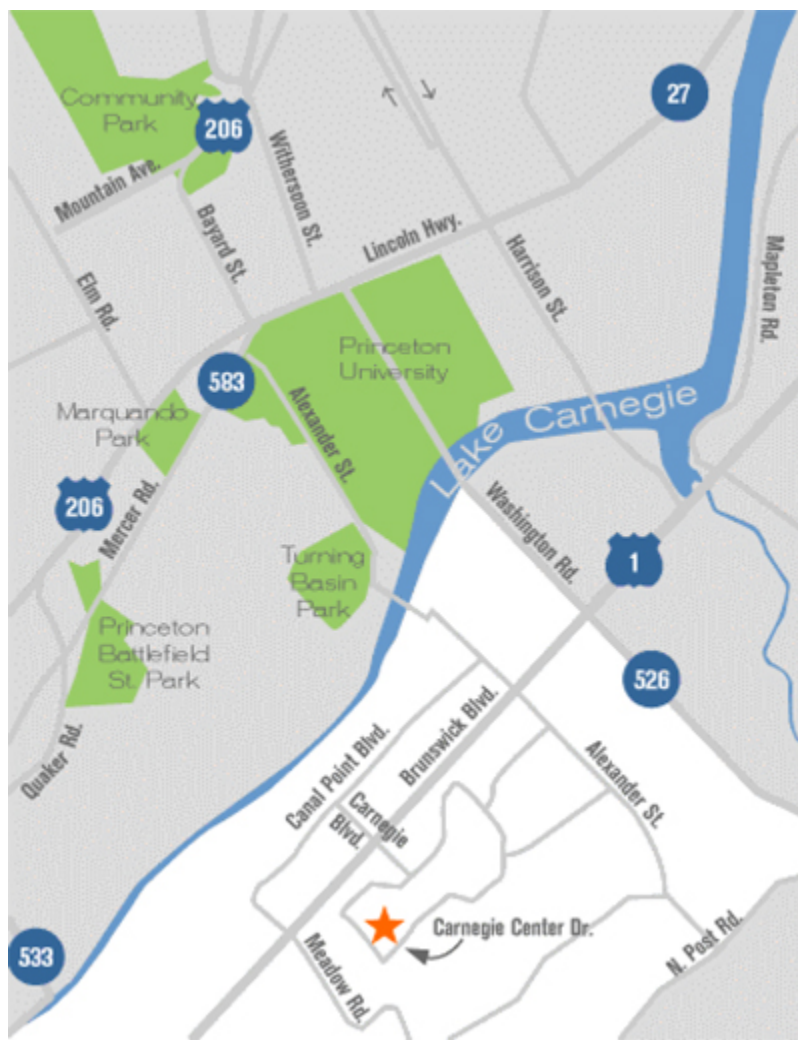 Community
Park
206
27
Mountain Ave.
Withersoon St.
Bayard St.
Lincoln Hwy.
Harrison St.
Mapleton Rd.
Elm Rd.
Princeton
University
583
Alexander St.
Lake Carnegie
Marquando
Park
206
Mercer Rd.
Washington Rd.
Turning
Basin
Park
1
Princeton
Battlefield
St. Park
526
Quaker Rd.
Canal Point Blvd.
Brunswick Blvd.
Alexander St.
Carnegie
Blvd.
Carnegie Center Dr.
N. Post Rd.
Meadow Rd.
533